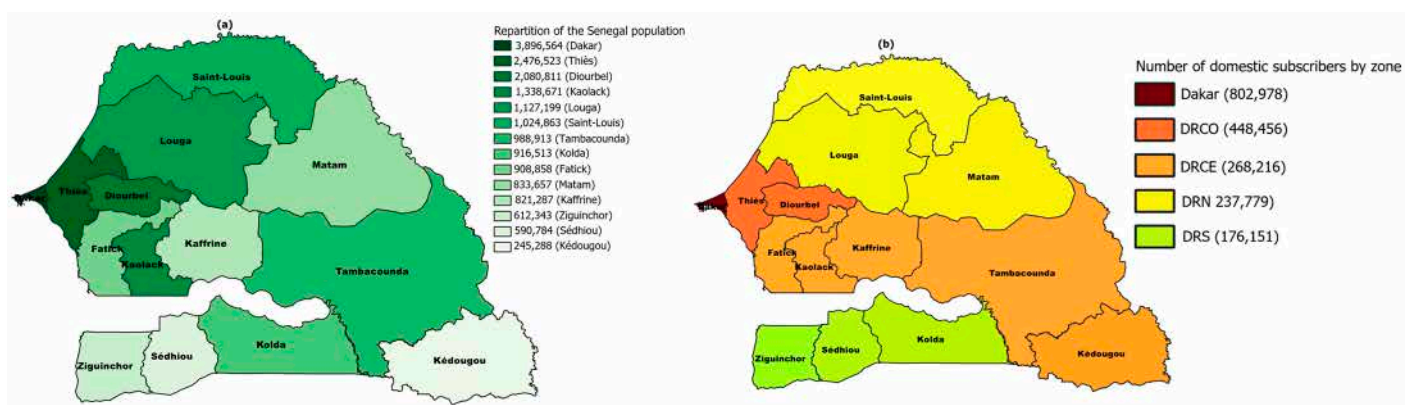 (a)
Repartition of the Senegal population
3,896,564 (Dakar)
2,476,523 (Thiès)
2,080,811 (Diourbel)
1,338,671 (Kaolack)
1,127,199 (Louga)
1,024,863 (Saint-Louis)
988,913 (Tambacounda)
916,513 (Kolda)
908,858 (Fatick)
833,657 (Matam)
821,287 (Kaffrine)
612,343 (Ziguinchor)
590,784 (Sédhiou)
245,288 (Kédougou)
Saint-Louis
Louga
Matam
Thiès
Diourbel
Fatick
Kaolack
Kaffrine
Tambacounda
Ziguinchor
Sédhiou
Kolda
Kédougou
(b)
Number of domestic subscribers by zone
Dakar (802,978)
DRCO (448,456)
DRCE (268,216)
DRN 237,779)
DRS (176,151)
Saint-Louis
Louga
Matam
Thiès
Diourbel
Fatick
Kaolack
Kaffrine
Tambacounda
Ziguinchor
Sédhiou
Kolda
Kédougou